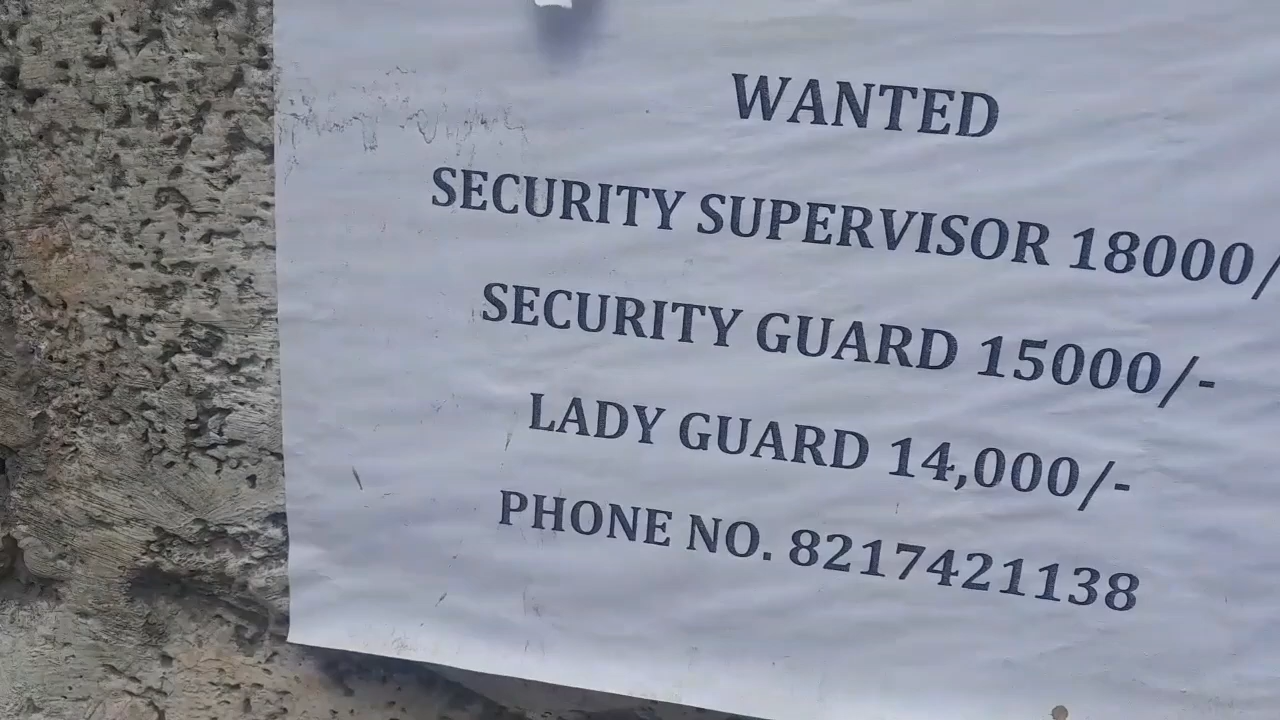 WANTED
SECURITY SUPERVISOR 18000/
SECURITY GUARD 15000/-
LADY GUARD 14,000/-
PHONE NO. 8217421138